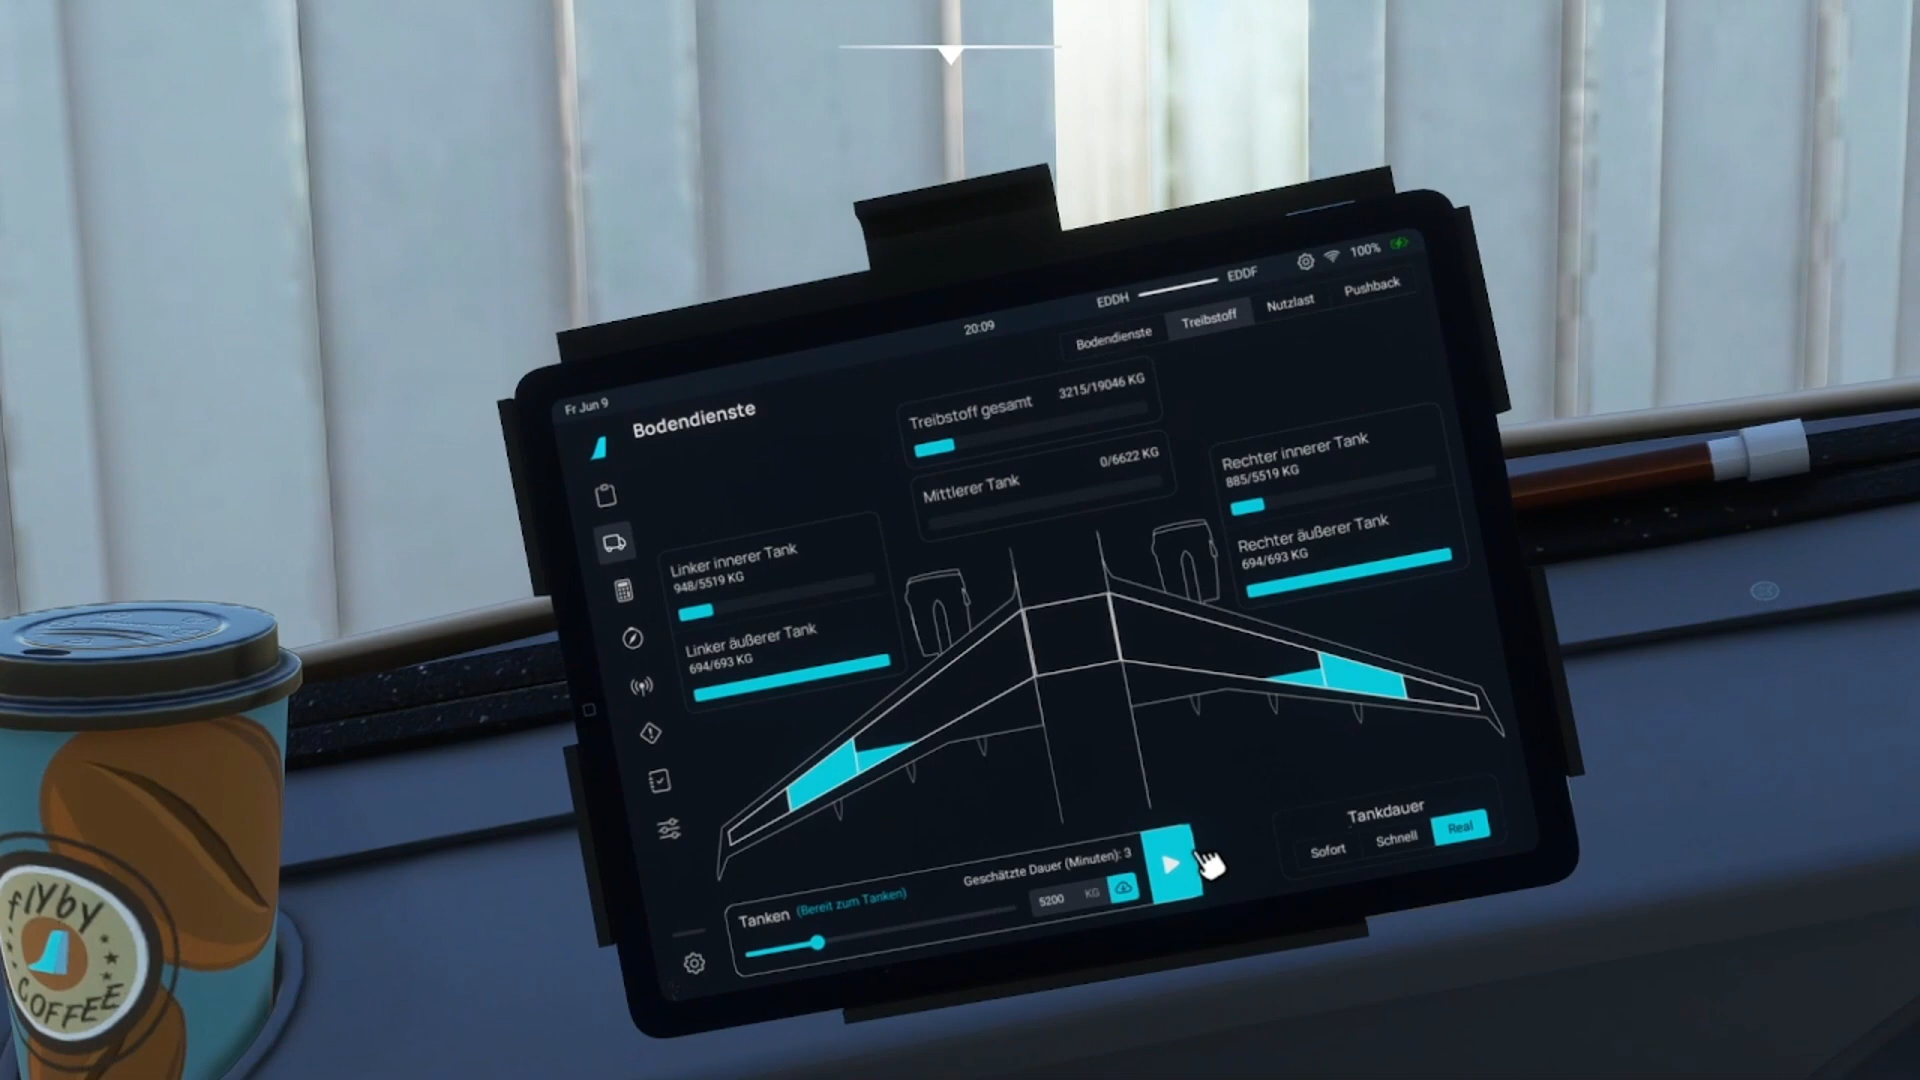 Fr Jun 9
20:09
EDDH
EDDF
100%
Bodendienste
Bodendienste
Treibstoff
Nutzlast
Pushback
Treibstoff gesamt
3215/19046 KG
Mittlerer Tank
0/6622 KG
Linker innerer Tank
948/5519 KG
Linker äußerer Tank
694/693 KG
Rechter innerer Tank
885/5519 KG
Rechter äußerer Tank
694/693 KG
Tanken (Bereit zum Tanken)
Geschätzte Dauer (Minuten): 3
5200 KG
Tankdauer
Sofort
Schnell
Real
flyby
COFFEE